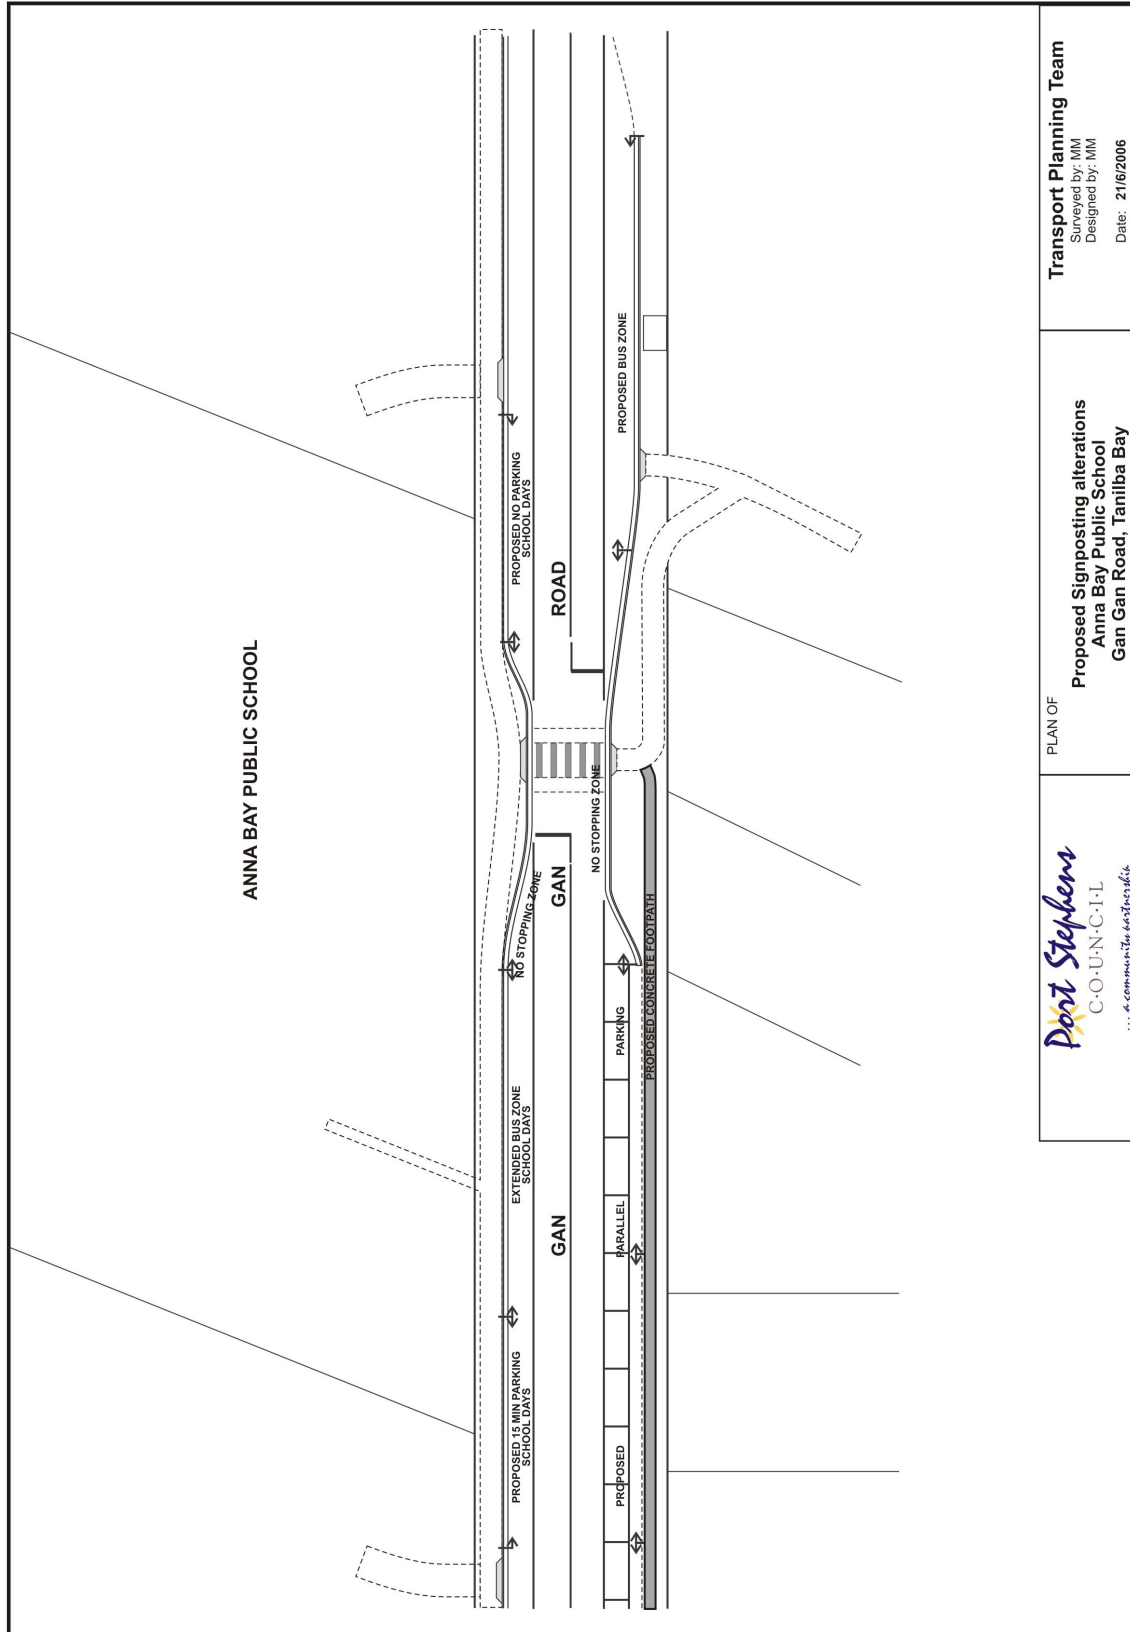 ANNA BAY PUBLIC SCHOOL
PROPOSED 15 MIN PARKING
SCHOOL DAYS
EXTENDED BUS ZONE
SCHOOL DAYS
NO STOPPING ZONE
PROPOSED NO PARKING
SCHOOL DAYS
GAN
GAN
ROAD
NO STOPPING ZONE
PROPOSED
PARALLEL
PARKING
PROPOSED BUS ZONE
PROPOSED CONCRETE FOOTPATH
Port Stephens
C·O·U·N·C·I·L
... a community partnership
PLAN OF
Proposed Signposting alterations
Anna Bay Public School
Gan Gan Road, Tanilba Bay
Transport Planning Team
Surveyed by: MM
Designed by: MM
Date: 21/6/2006